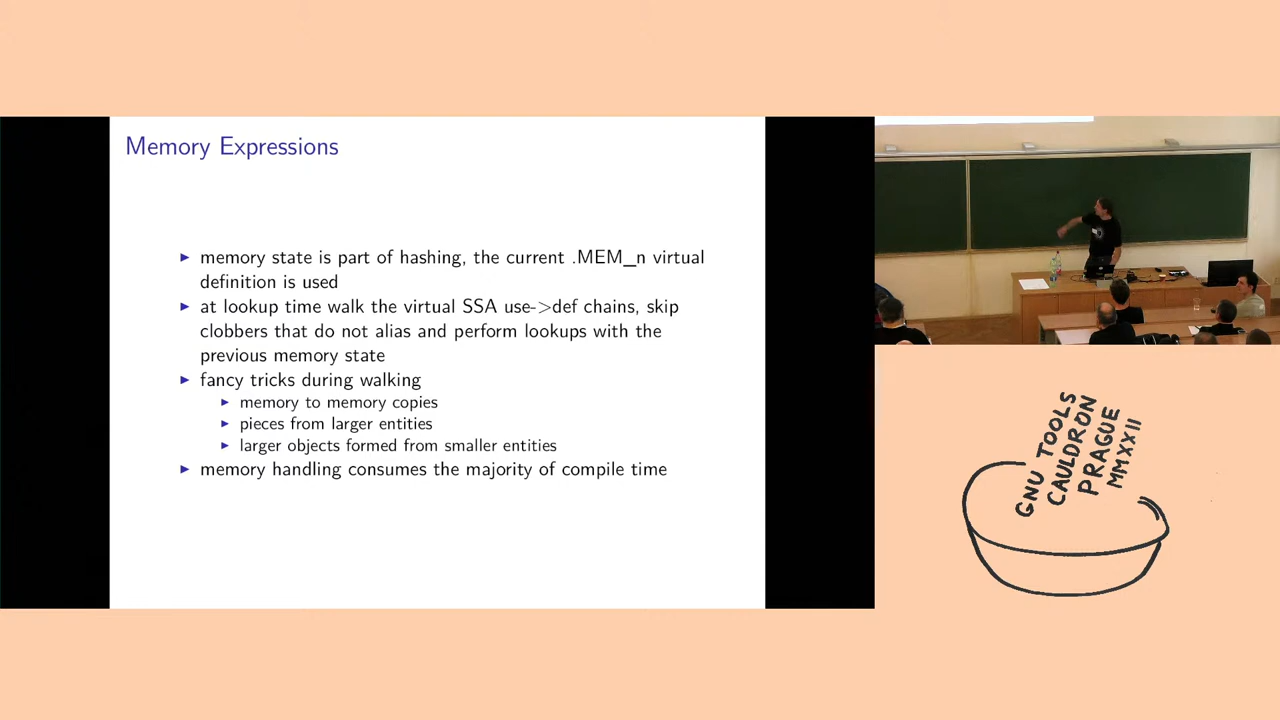 Memory Expressions
memory state is part of hashing, the current .MEM_n virtual
definition is used
at lookup time walk the virtual SSA use->def chains, skip
clobbers that do not alias and perform lookups with the
previous memory state
fancy tricks during walking
memory to memory copies
pieces from larger entities
larger objects formed from smaller entities
memory handling consumes the majority of compile time
GNU TOOLS
CAULDRON
PRAGUE
MMXXII